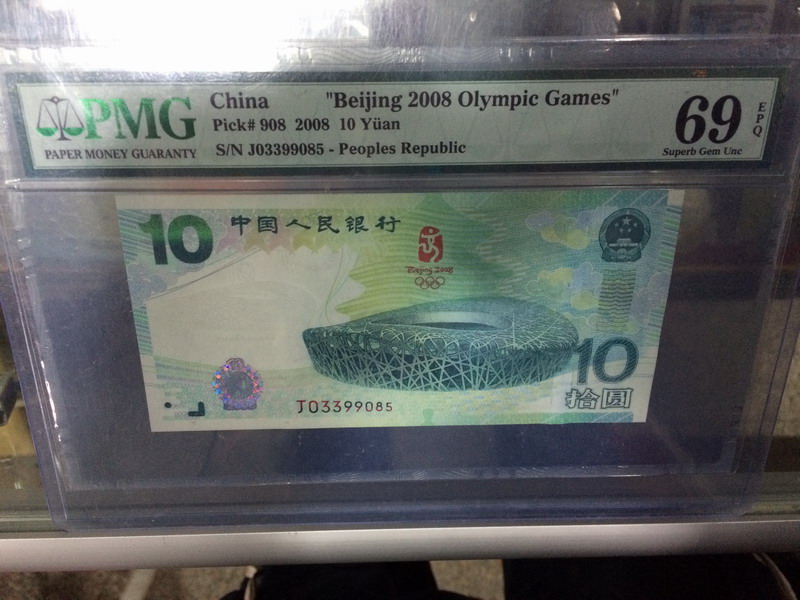 PMG
PAPER MONEY GUARANTY
China "Beijing 2008 Olympic Games"
Pick# 908 2008 10 Yüan
S/N J03399085 - Peoples Republic
69
EPQ
Superb Gem Unc
10
中国人民银行
Beijing 2008
10
拾圆
J03399085